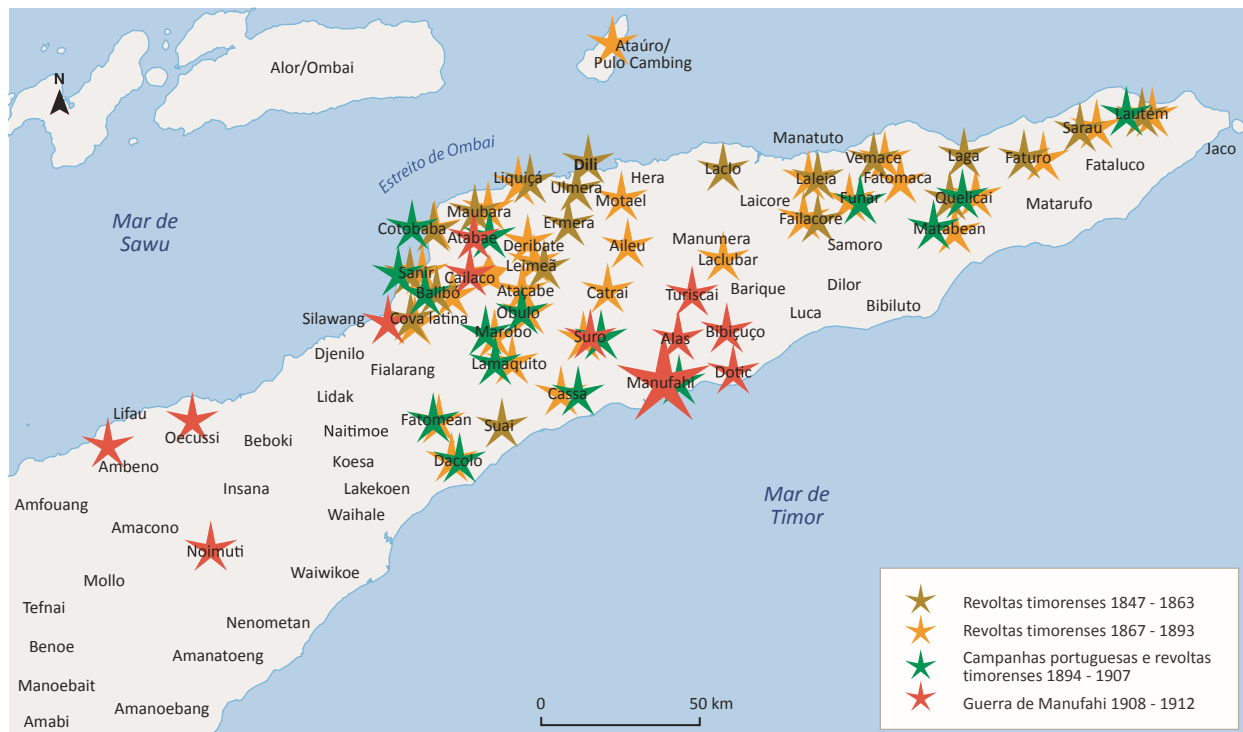 Ataúro/
Pulo Cambing
Alor/Ombai
N
Estreito de Ombai
Mar de
Sawu
Manatuto
Lautém
Sarau
Jaco
Fataluco
Dili
Hera
Laclo
Vemace
Laga
Faturo
Liquiçá
Ulmera
Motael
Laleia
Fatomaca
Laicore
Funar
Quelicai
Matarufo
Maubara
Ermera
Failacore
Cotobaba
Atabae
Deribate
Aileu
Manumera
Samoro
Matabean
Laclubar
Leimeã
Sanir
Cailaco
Balibó
Ataçabe
Catrai
Turiscai
Barique
Dilor
Bibiluto
Luca
Silawang
Cova latina
Obulo
Marobo
Suro
Alas
Bibiçuço
Djenilo
Fialarang
Lamaquito
Cassa
Manufahi
Dotic
Lidak
Lifau
Oecussi
Beboki
Naitimoe
Fatomean
Suai
Ambeno
Koesa
Dacolo
Insana
Lakekoen
Amfouang
Amacono
Waihale
Mar de
Timor
Noimuti
Mollo
Waiwikoe
Tefnai
Nenometan
Benoe
Amanatoeng
Manoebait
Amanoebang
Amabi
0
50 km
Revoltas timorenses 1847 - 1863
Revoltas timorenses 1867 - 1893
Campanhas portuguesas e revoltas
timorenses 1894 - 1907
Guerra de Manufahi 1908 - 1912